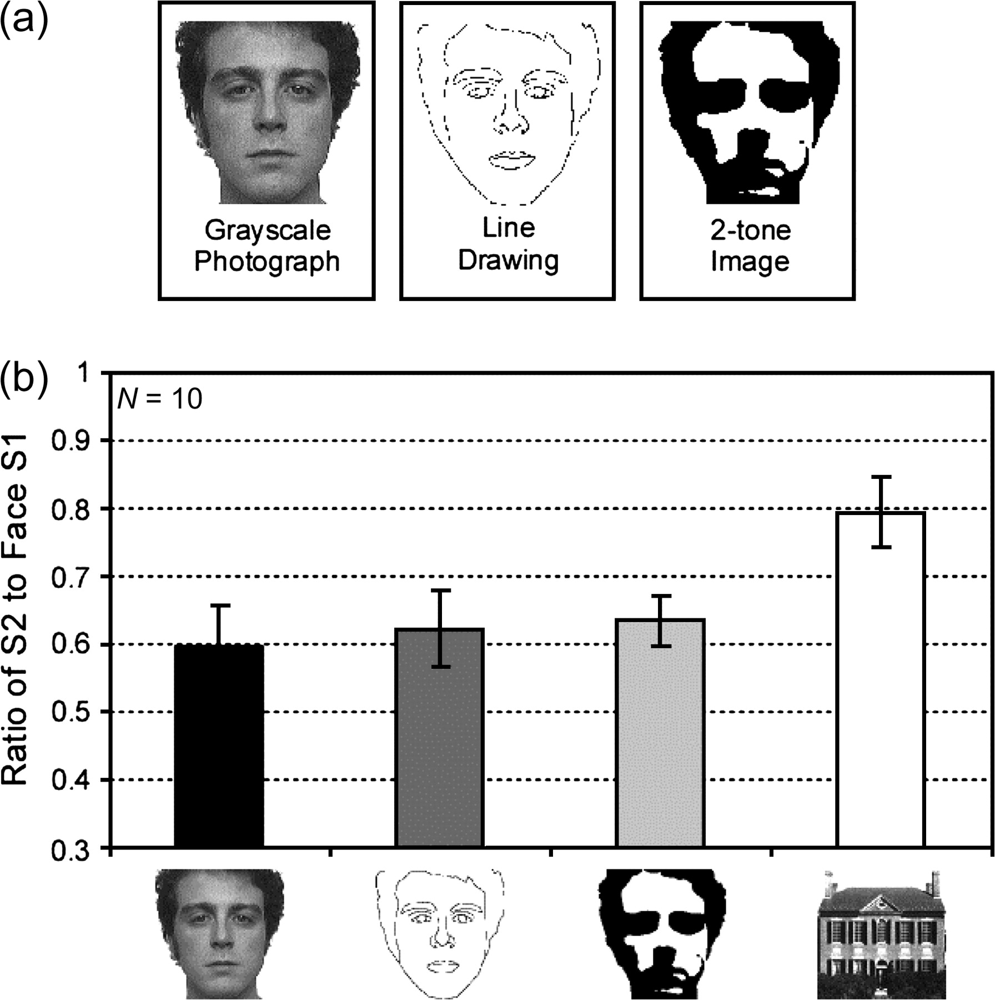 (a)
Grayscale
Photograph
Line
Drawing
2-tone
Image
(b)
N = 10
Ratio of S2 to Face S1
1
0.9
0.8
0.7
0.6
0.5
0.4
0.3